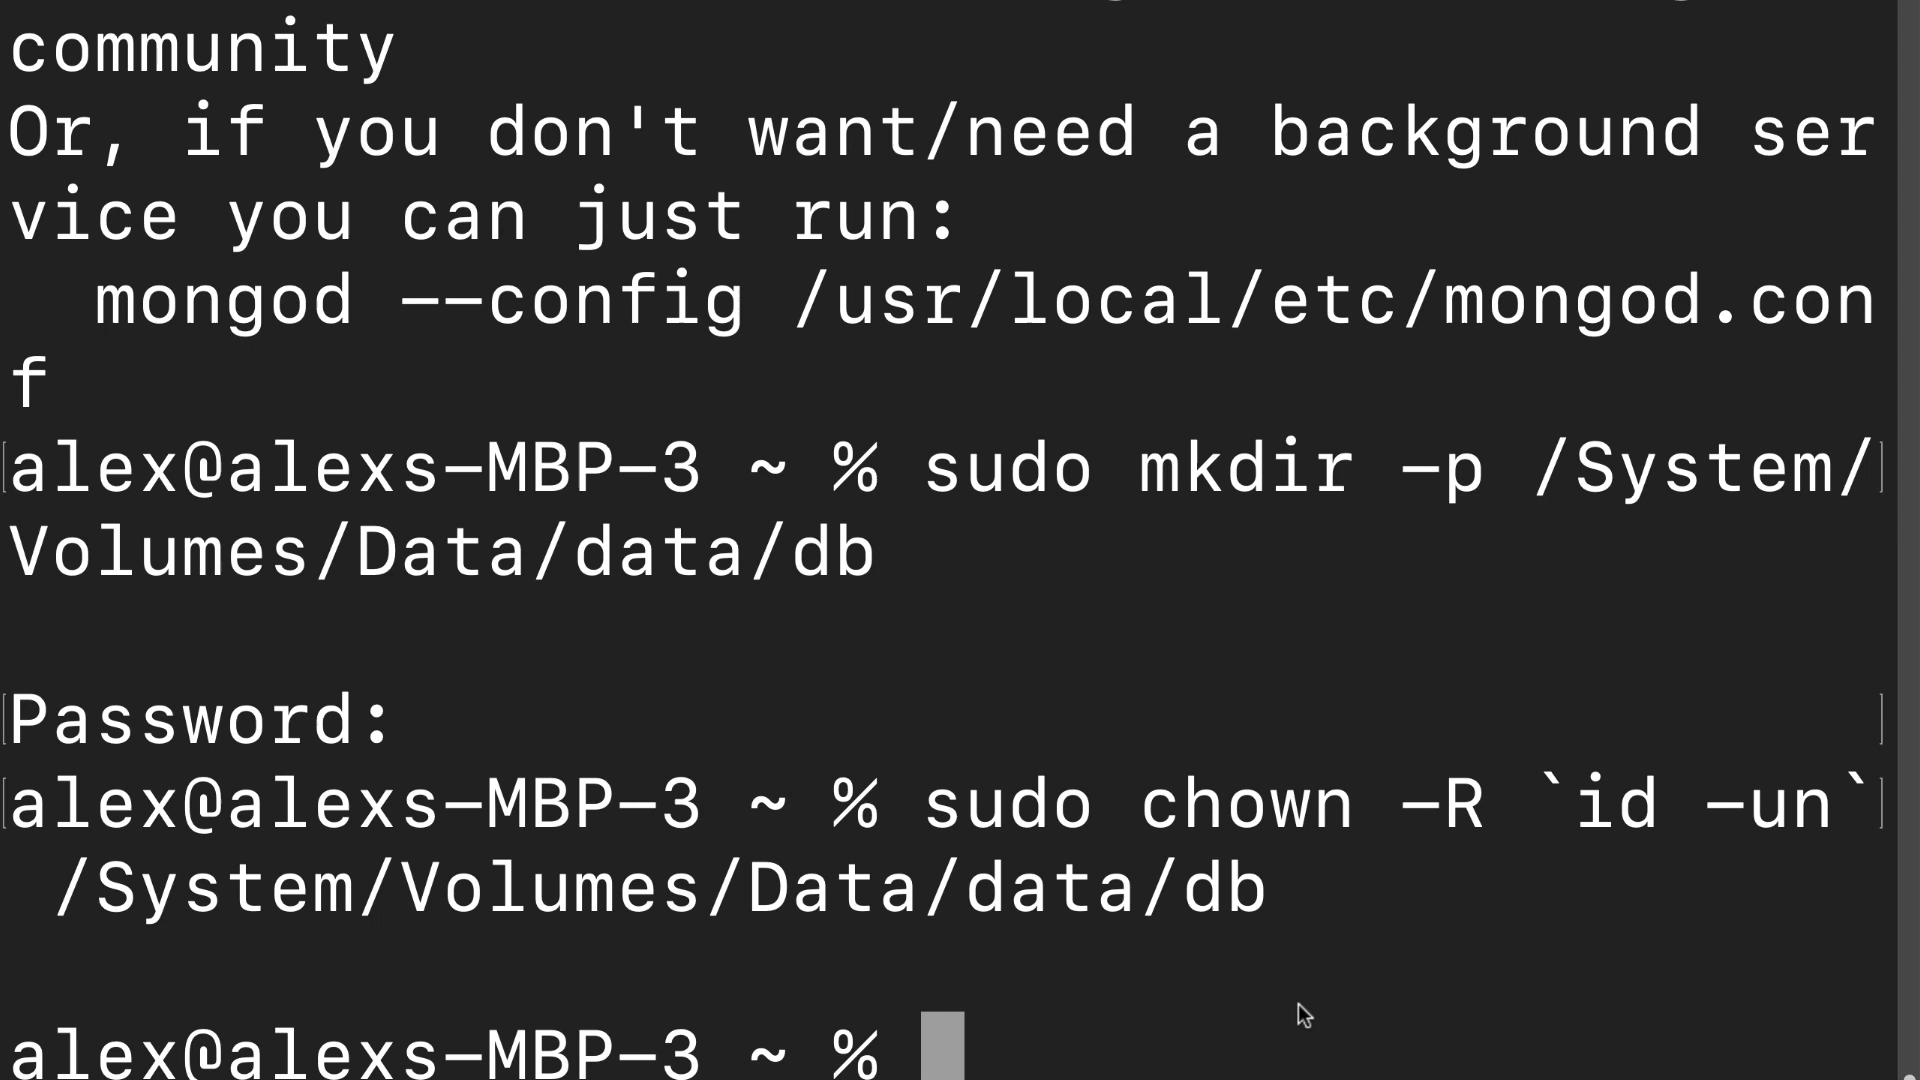 community
Or, if you don't want/need a background ser
vice you can just run:
  mongod --config /usr/local/etc/mongod.con
f
alex@alexs-MBP-3 ~ % sudo mkdir -p /System/
Volumes/Data/data/db

Password:
alex@alexs-MBP-3 ~ % sudo chown -R `id -un`
 /System/Volumes/Data/data/db

alex@alexs-MBP-3 ~ %